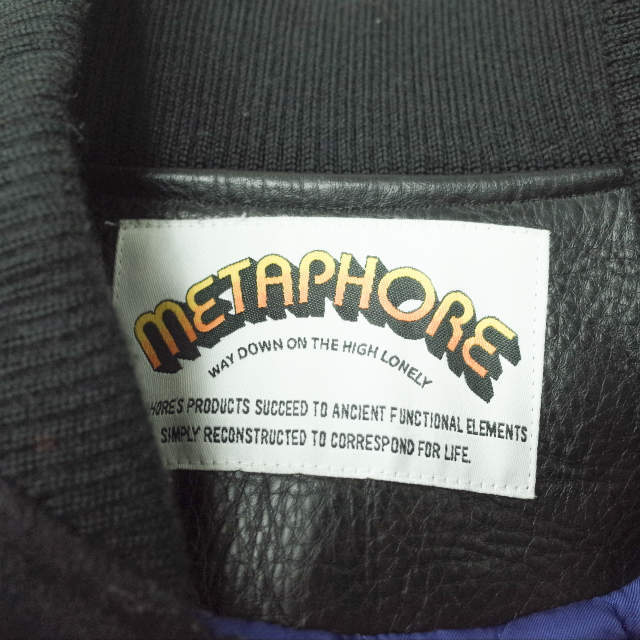 METAPHORE
WAY DOWN ON THE HIGH LONELY
HORE'S PRODUCTS SUCCEED TO ANCIENT FUNCTIONAL ELEMENTS
SIMPLY RECONSTRUCTED TO CORRESPOND FOR LIFE.